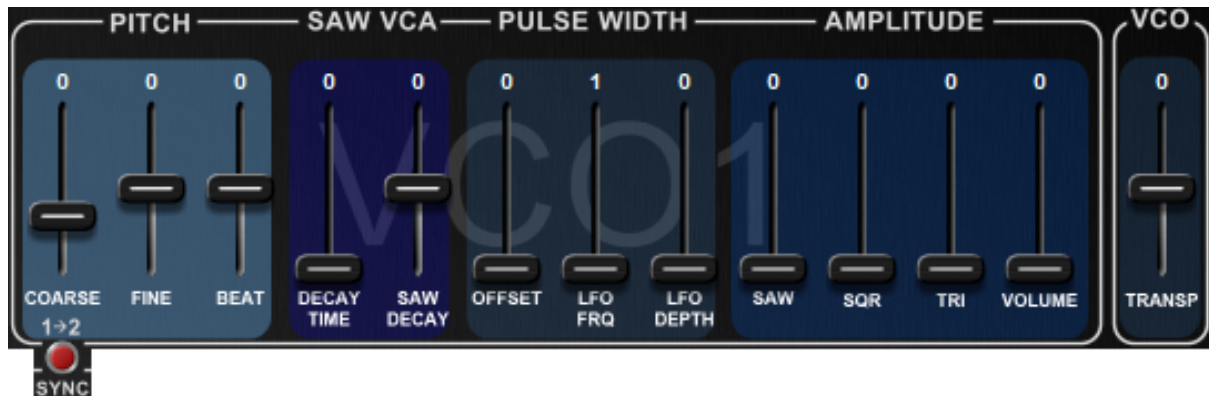 PITCH SAW VCA PULSE WIDTH AMPLITUDE VCO
0 0 0 0 0 0 1 0 0 0 0 0 0
VCO1
COARSE FINE BEAT DECAY TIME SAW DECAY OFFSET LFO FRQ LFO DEPTH SAW SQR TRI VOLUME TRANSP
1→2
SYNC